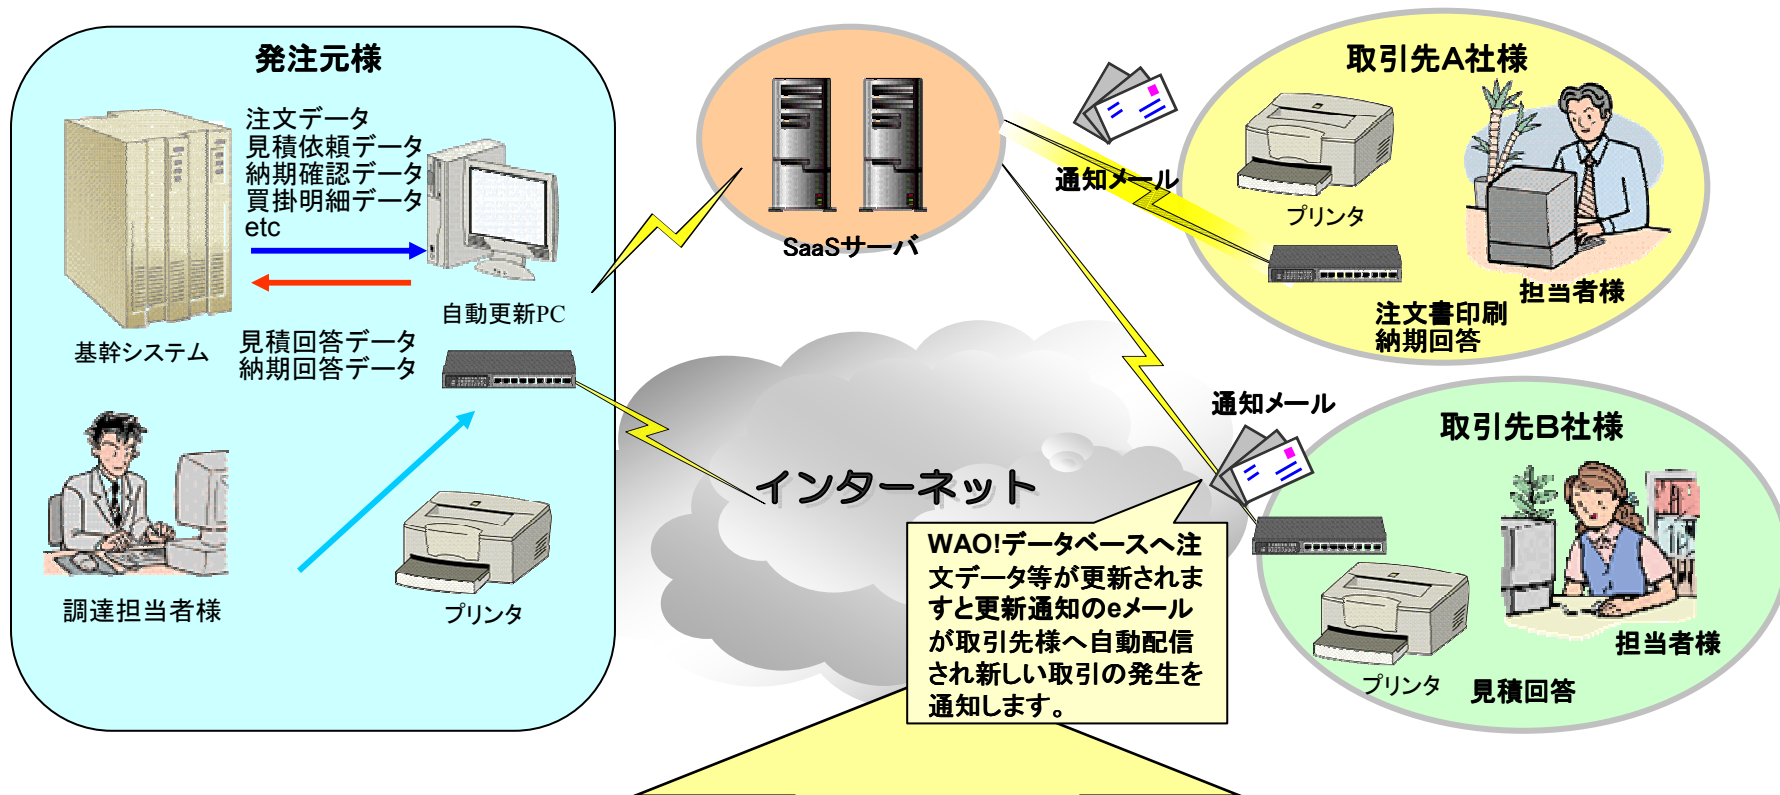 発注元様
注文データ
見積依頼データ
納期確認データ
買掛明細データ
etc
自動更新PC
基幹システム
見積回答データ
納期回答データ
調達担当者様
プリンタ
SaaSサーバ
インターネット
通知メール
取引先A社様
プリンタ
担当者様
注文書印刷
納期回答
通知メール
取引先B社様
担当者様
プリンタ
見積回答
WAO!データベースへ注
文データ等が更新されま
すと更新通知のeメール
が取引先様へ自動配信
され新しい取引の発生を
通知します。